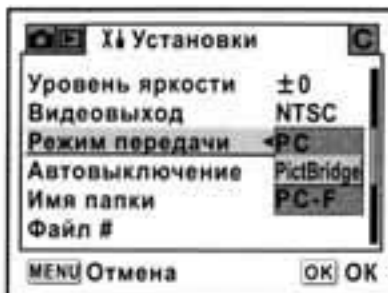 Установки C
Уровень яркости ±0
Видеовыход NTSC
Режим передачи PC
Автовыключение PictBridge
Имя папки PC-F
Файл #
MENU Отмена OK OK